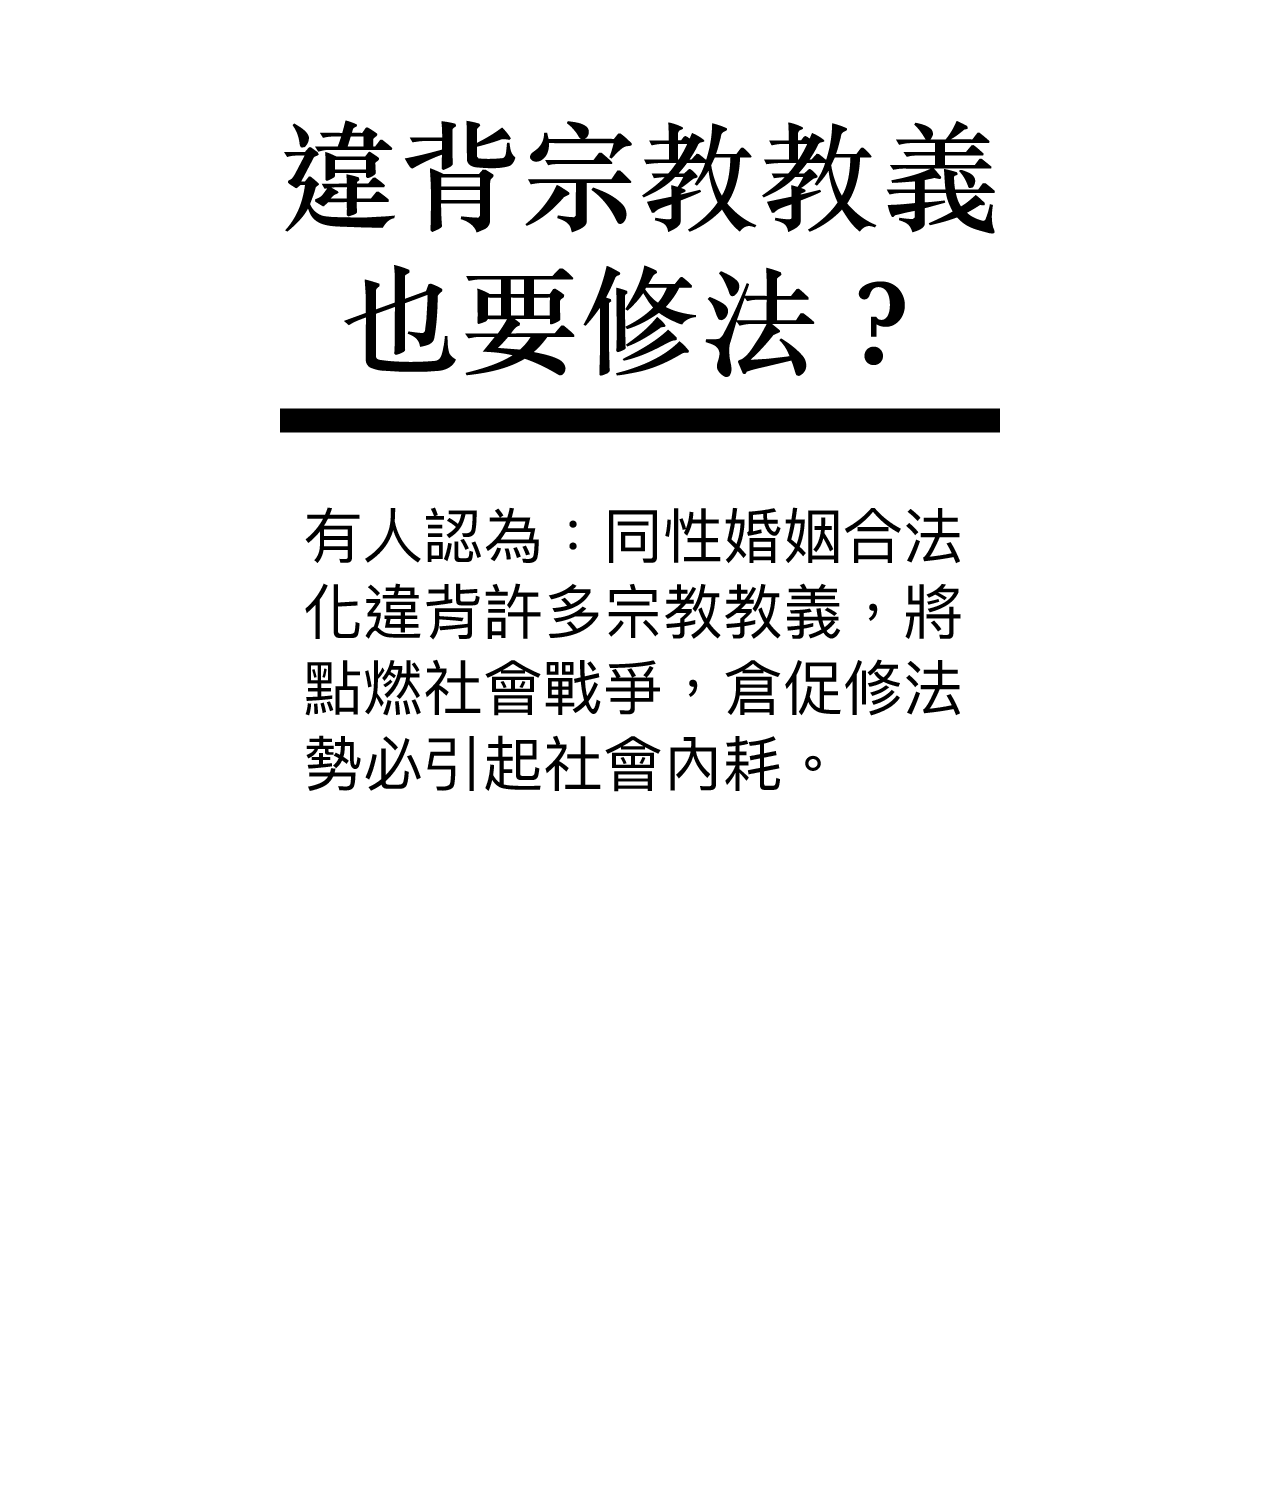 違背宗教教義
也要修法？
有人認為：同性婚姻合法
化違背許多宗教教義，將
點燃社會戰爭，倉促修法
勢必引起社會內耗。